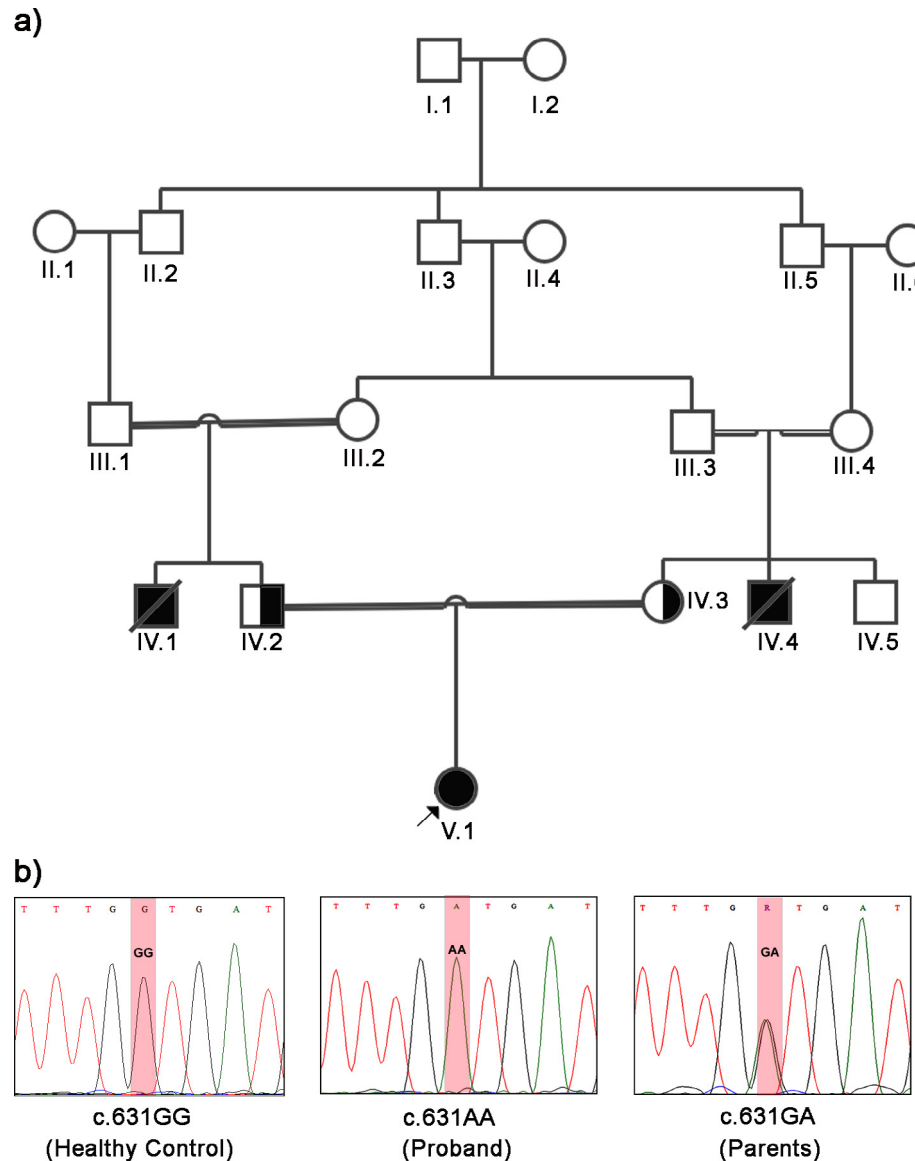 a)
I.1 I.2
II.1 II.2 II.3 II.4 II.5
III.1 III.2 III.3 III.4
IV.1 IV.2 IV.3 IV.4 IV.5
V.1
b)
T T T G G T G A T
GG
c.631GG
(Healthy Control)
T T T G A T G A T
AA
c.631AA
(Proband)
T T T G R T G A T
GA
c.631GA
(Parents)